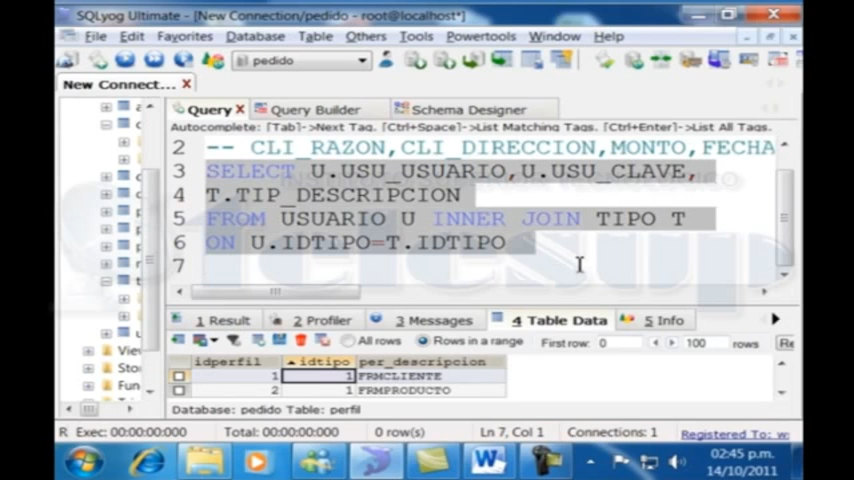 SQLyog Ultimate - [New Connection/pedido - root@localhost*]
File Edit Favorites Database Table Others Tools Powertools Window Help
pedido
New Connect... X
Query X Query Builder Schema Designer
Autocomplete: [Tab]->Next Tag. [Ctrl+Space]->List Matching Tags. [Ctrl+Enter]->List All Tags.
2 -- CLI_RAZON,CLI_DIRECCION,MONTO,FECHA
3 SELECT U.USU_USUARIO,U.USU_CLAVE,
4 T.TIP_DESCRIPCION
5 FROM USUARIO U INNER JOIN TIPO T
6 ON U.IDTIPO=T.IDTIPO
7
1 Result 2 Profiler 3 Messages 4 Table Data 5 Info
All rows Rows in a range First row: 0 100 rows Re
idperfil idtipo per_descripcion
1 1 FRMCLIENTE
2 1 FRMPRODUCTO
Database: pedido Table: perfil
Viev
Stor
Func
R Exec: 00:00:00:000 Total: 00:00:00:000 0 row(s) Ln 7, Col 1 Connections: 1 Registered To: w
02:45 p.m.
14/10/2011